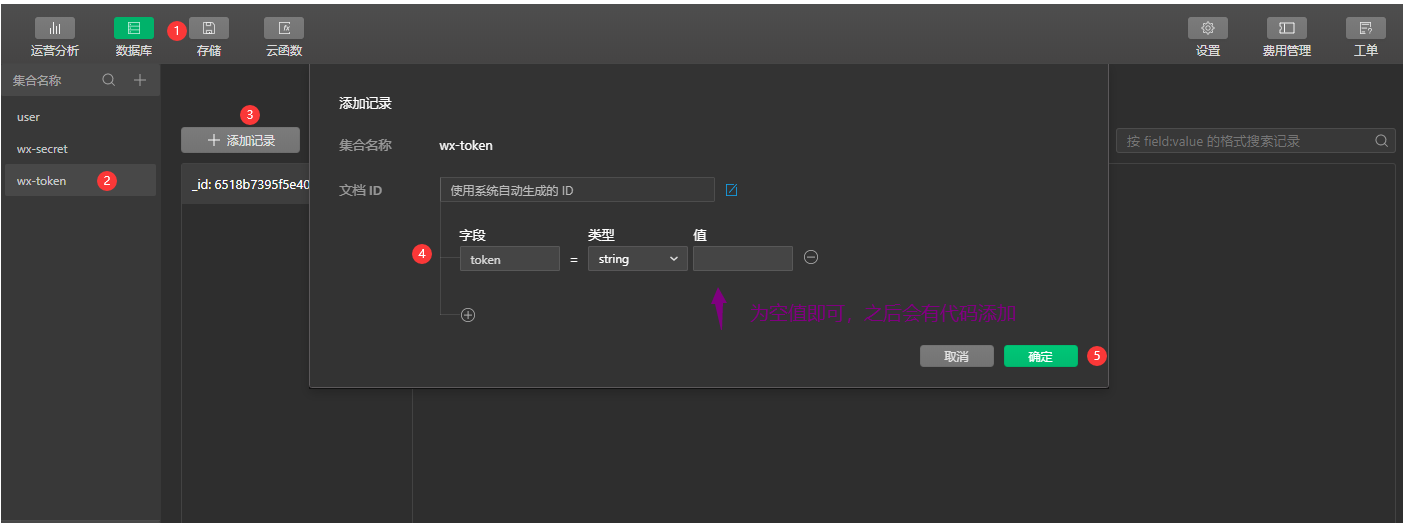 运营分析 数据库 1 存储 云函数 设置 费用管理 工单
集合名称
user
wx-secret
wx-token 2
3
添加记录
_id: 6518b7395f5e40
按 field:value 的格式搜索记录
添加记录
集合名称 wx-token
文档 ID 使用系统自动生成的 ID
字段 类型 值
4 token = string
为空值即可，之后会有代码添加
取消 确定 5